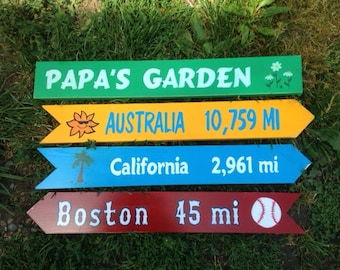 PAPA'S GARDEN
AUSTRALIA 10,759 MI
California 2,961 mi
Boston 45 mi